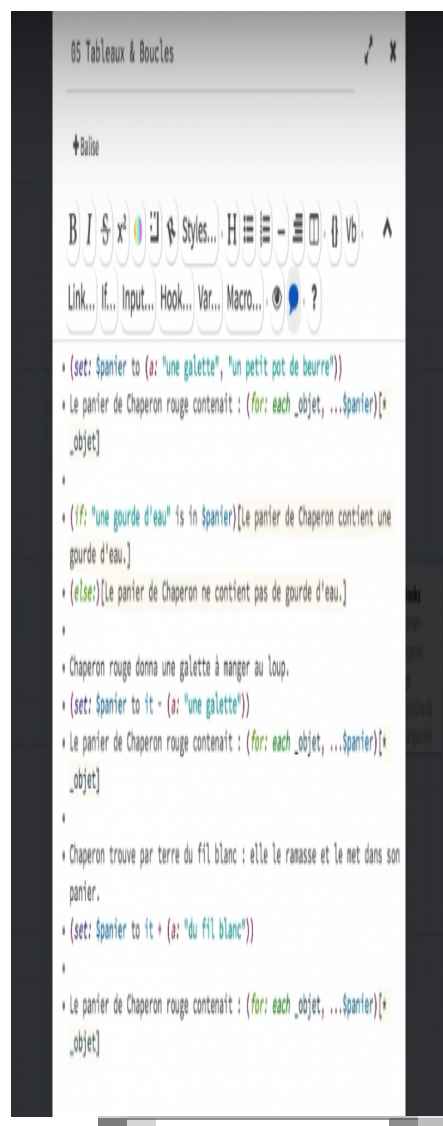 05 Tableaux & Boucles
+Balise
B I S x² Styles... H Vb
Link... If... Input... Hook... Var... Macro... ?
(set: $panier to (a: "une galette", "un petit pot de beurre"))
Le panier de Chaperon rouge contenait : (for: each _objet, ...$panier)[*
_objet]
(if: "une gourde d'eau" is in $panier)[Le panier de Chaperon contient une
gourde d'eau.]
(else:)[Le panier de Chaperon ne contient pas de gourde d'eau.]
Chaperon rouge donna une galette à manger au loup.
(set: $panier to it - (a: "une galette"))
Le panier de Chaperon rouge contenait : (for: each _objet, ...$panier)[*
_objet]
Chaperon trouve par terre du fil blanc : elle le ramasse et le met dans son
panier.
(set: $panier to it + (a: "du fil blanc"))
Le panier de Chaperon rouge contenait : (for: each _objet, ...$panier)[*
_objet]